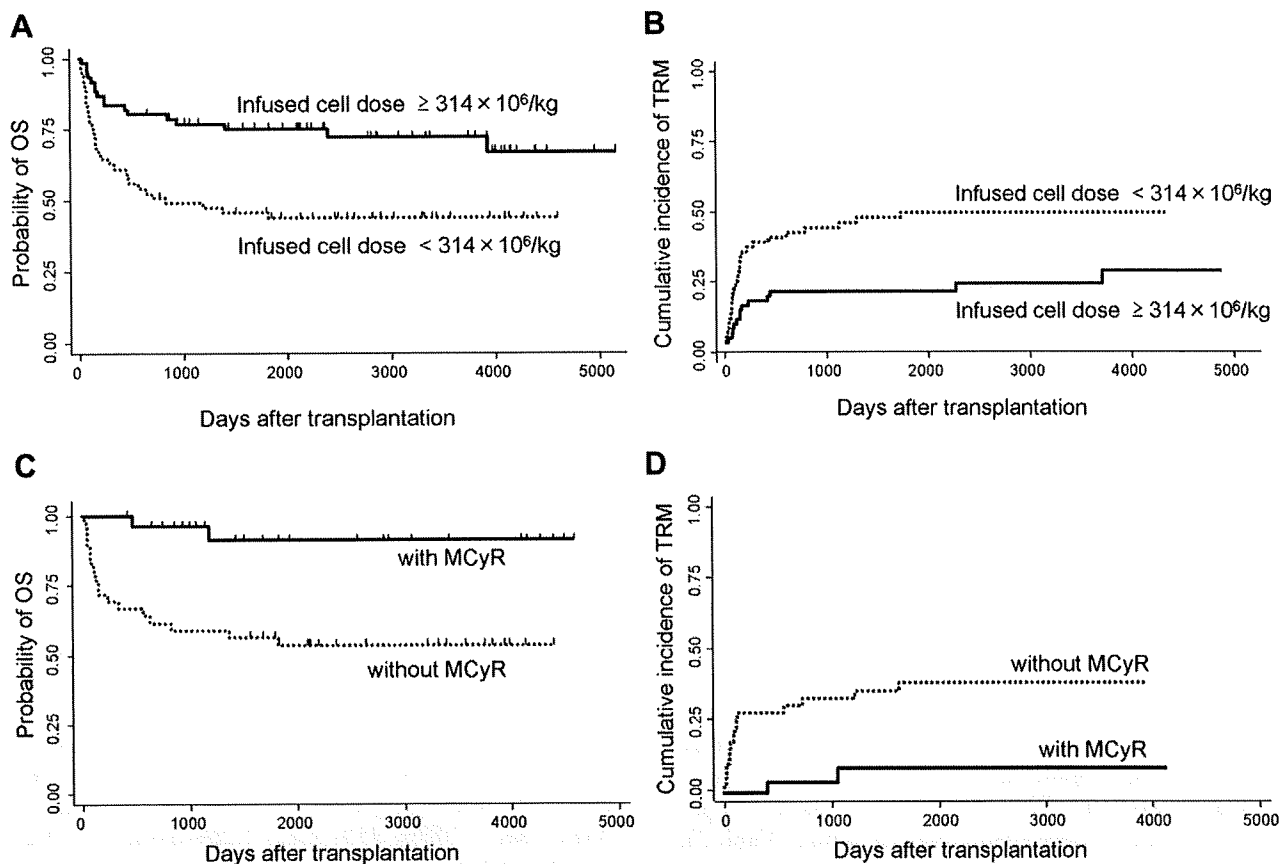 A
Probability of OS
1.00
0.75
0.50
0.25
0.00
Infused cell dose ≥ 314 × 10⁶/kg
Infused cell dose < 314 × 10⁶/kg
0 1000 2000 3000 4000 5000
Days after transplantation
B
Cumulative incidence of TRM
1.00
0.75
0.50
0.25
0.00
Infused cell dose < 314 × 10⁶/kg
Infused cell dose ≥ 314 × 10⁶/kg
0 1000 2000 3000 4000 5000
Days after transplantation
C
Probability of OS
1.00
0.75
0.50
0.25
0.00
with MCyR
without MCyR
0 1000 2000 3000 4000 5000
Days after transplantation
D
Cumulative incidence of TRM
1.00
0.75
0.50
0.25
0.00
without MCyR
with MCyR
0 1000 2000 3000 4000 5000
Days after transplantation